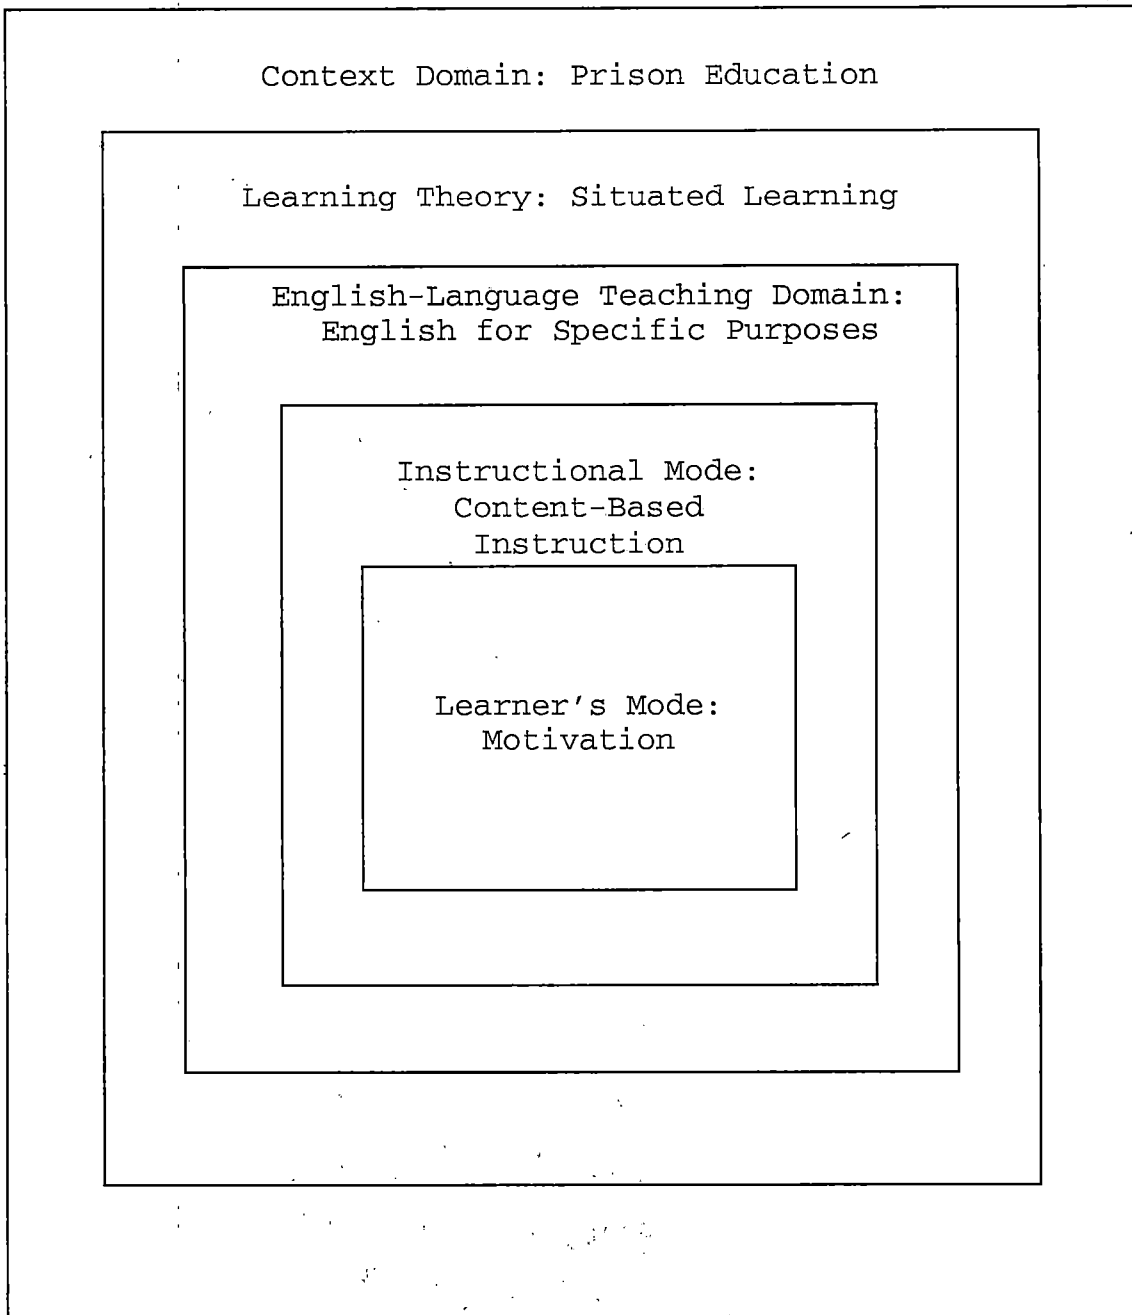 Context Domain: Prison Education
Learning Theory: Situated Learning
English-Language Teaching Domain:
English for Specific Purposes
Instructional Mode:
Content-Based
Instruction
Learner's Mode:
Motivation